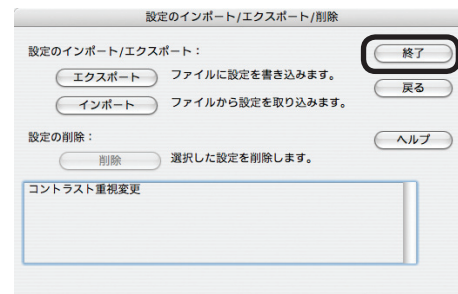 設定のインポート/エクスポート/削除
設定のインポート/エクスポート：
エクスポート ファイルに設定を書き込みます。
インポート ファイルから設定を取り込みます。
設定の削除：
削除 選択した設定を削除します。
コントラスト重視変更
終了
戻る
ヘルプ